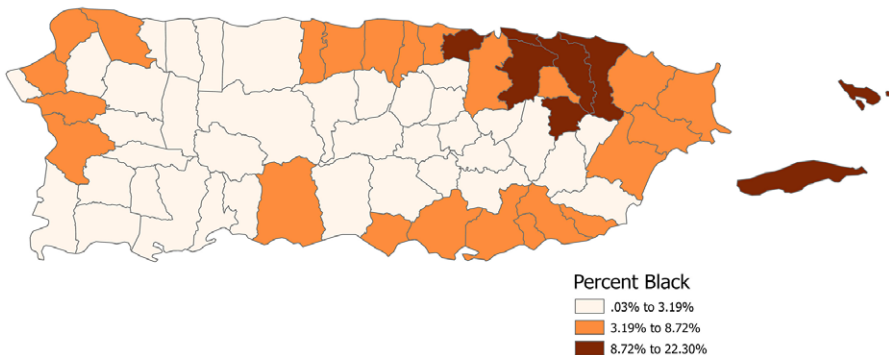 Percent Black
.03% to 3.19%
3.19% to 8.72%
8.72% to 22.30%